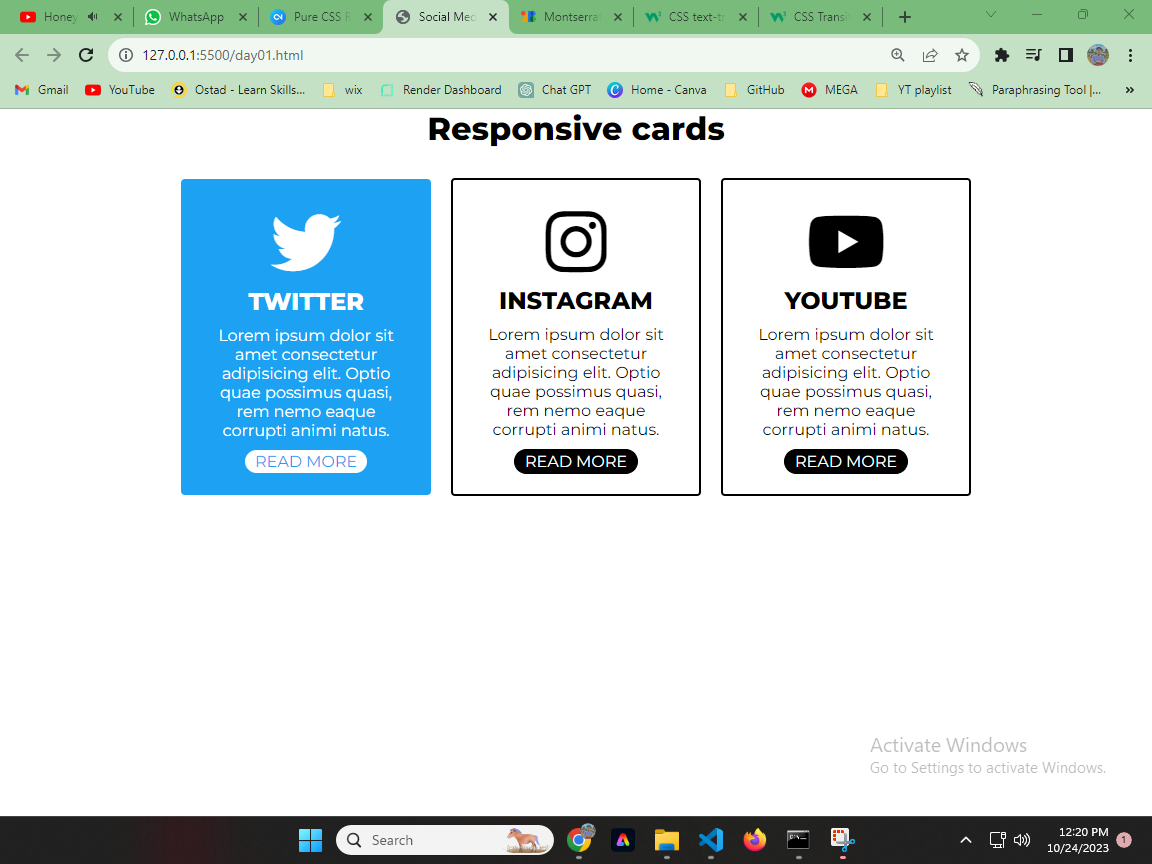 Honey
WhatsApp
Pure CSS R
Social Med
Montserra
CSS text-t
CSS Transi
127.0.0.1:5500/day01.html
Gmail
YouTube
Ostad - Learn Skills...
wix
Render Dashboard
Chat GPT
Home - Canva
GitHub
MEGA
YT playlist
Paraphrasing Tool |...
»
Responsive cards
TWITTER
Lorem ipsum dolor sit
amet consectetur
adipisicing elit. Optio
quae possimus quasi,
rem nemo eaque
corrupti animi natus.
READ MORE
INSTAGRAM
Lorem ipsum dolor sit
amet consectetur
adipisicing elit. Optio
quae possimus quasi,
rem nemo eaque
corrupti animi natus.
READ MORE
YOUTUBE
Lorem ipsum dolor sit
amet consectetur
adipisicing elit. Optio
quae possimus quasi,
rem nemo eaque
corrupti animi natus.
READ MORE
Activate Windows
Go to Settings to activate Windows.
Search
12:20 PM
10/24/2023
1